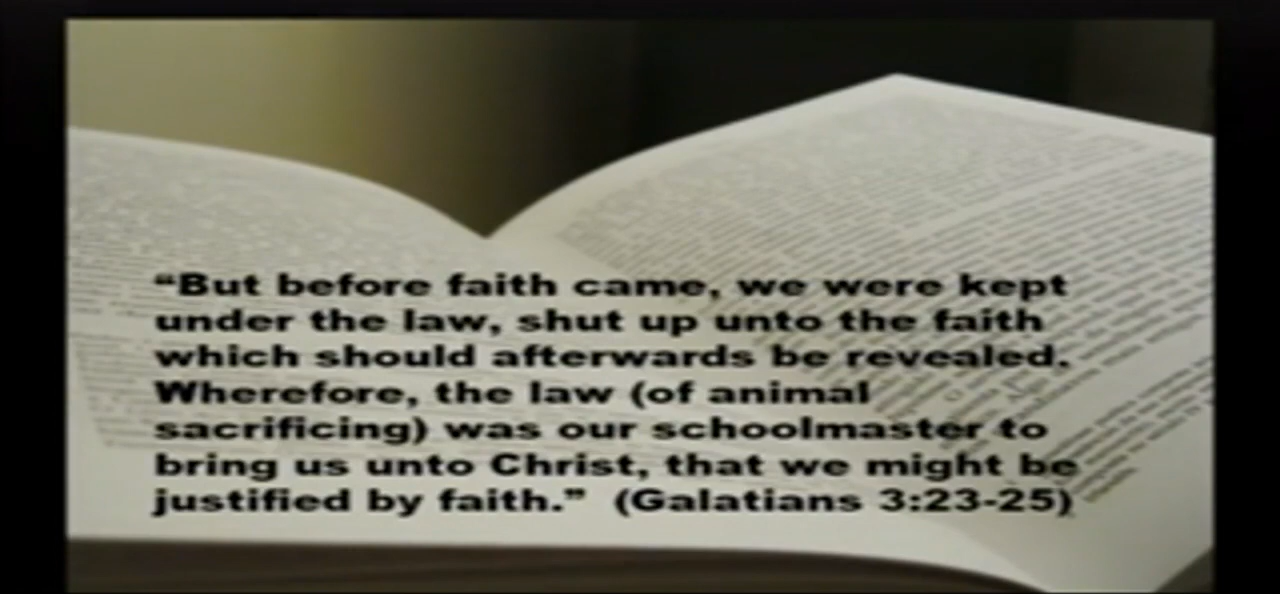 “But before faith came, we were kept
under the law, shut up unto the faith
which should afterwards be revealed.
Wherefore, the law (of animal
sacrificing) was our schoolmaster to
bring us unto Christ, that we might be
justified by faith.” (Galatians 3:23-25)